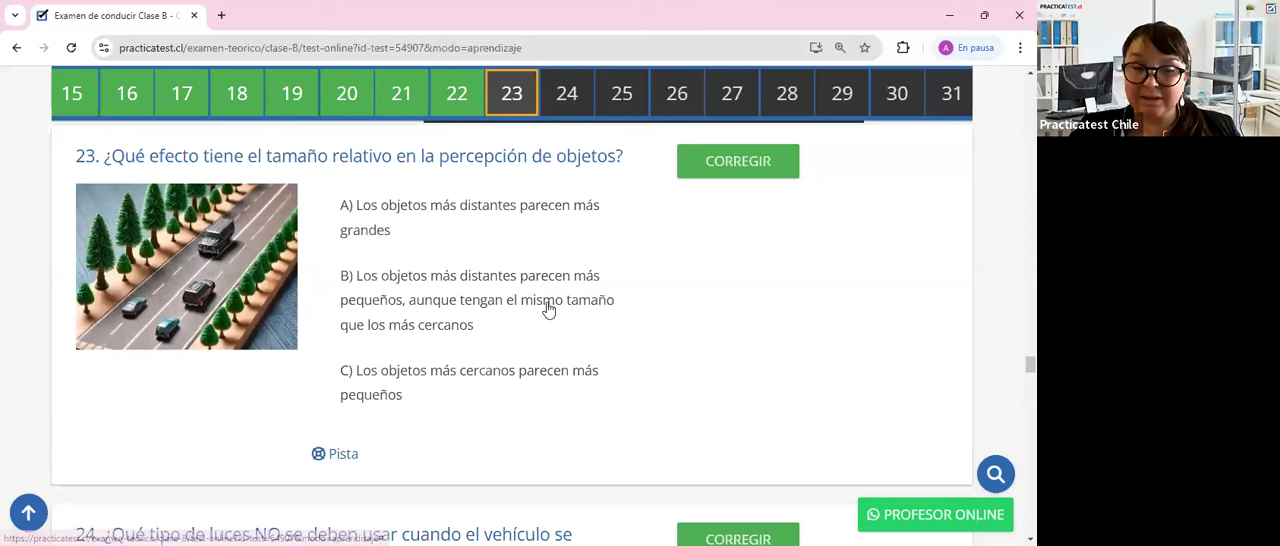 Examen de conducir Clase B - C
practicatest.cl/examen-teorico/clase-B/test-online?id-test=54907&modo=aprendizaje
A
En pausa
PRACTICATEST.cl
Practicatest Chile
15 16 17 18 19 20 21 22 23 24 25 26 27 28 29 30 31
23. ¿Qué efecto tiene el tamaño relativo en la percepción de objetos?
CORREGIR
A) Los objetos más distantes parecen más
grandes
B) Los objetos más distantes parecen más
pequeños, aunque tengan el mismo tamaño
que los más cercanos
C) Los objetos más cercanos parecen más
pequeños
Pista
PROFESOR ONLINE
24. ¿Qué tipo de luces NO se deben usar cuando el vehículo se
CORREGIR